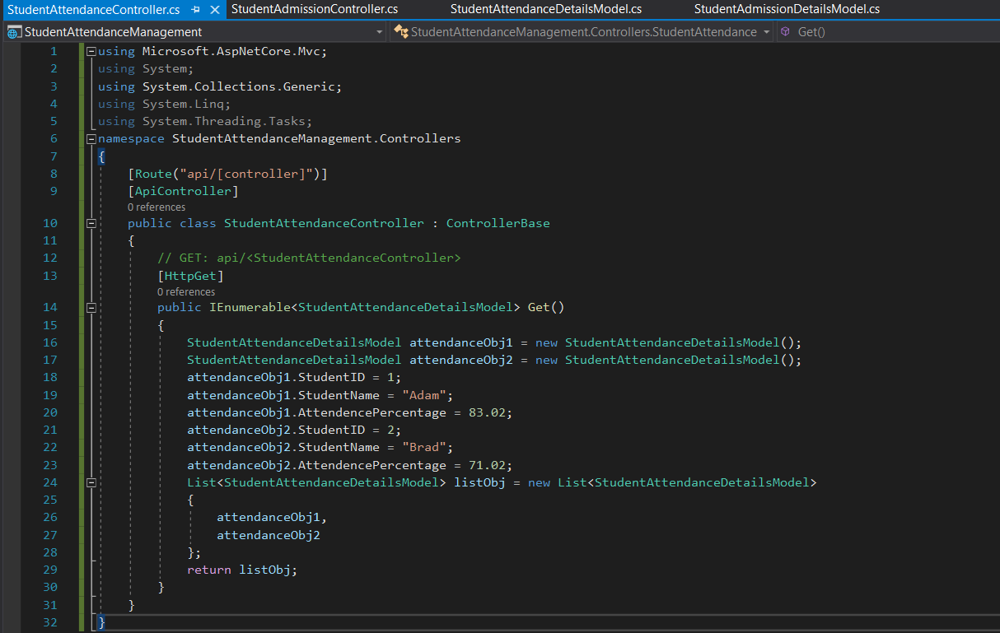 StudentAttendanceController.cs StudentAdmissionController.cs StudentAttendanceDetailsModel.cs StudentAdmissionDetailsModel.cs
StudentAttendanceManagement StudentAttendanceManagement.Controllers.StudentAttendance Get()
1 using Microsoft.AspNetCore.Mvc;
2 using System;
3 using System.Collections.Generic;
4 using System.Linq;
5 using System.Threading.Tasks;
6 namespace StudentAttendanceManagement.Controllers
7 {
8 [Route("api/[controller]")]
9 [ApiController]
0 references
10 public class StudentAttendanceController : ControllerBase
11 {
12 // GET: api/<StudentAttendanceController>
13 [HttpGet]
0 references
14 public IEnumerable<StudentAttendanceDetailsModel> Get()
15 {
16 StudentAttendanceDetailsModel attendanceObj1 = new StudentAttendanceDetailsModel();
17 StudentAttendanceDetailsModel attendanceObj2 = new StudentAttendanceDetailsModel();
18 attendanceObj1.StudentID = 1;
19 attendanceObj1.StudentName = "Adam";
20 attendanceObj1.AttendencePercentage = 83.02;
21 attendanceObj2.StudentID = 2;
22 attendanceObj2.StudentName = "Brad";
23 attendanceObj2.AttendencePercentage = 71.02;
24 List<StudentAttendanceDetailsModel> listObj = new List<StudentAttendanceDetailsModel>
25 {
26 attendanceObj1,
27 attendanceObj2
28 };
29 return listObj;
30 }
31 }
32 }